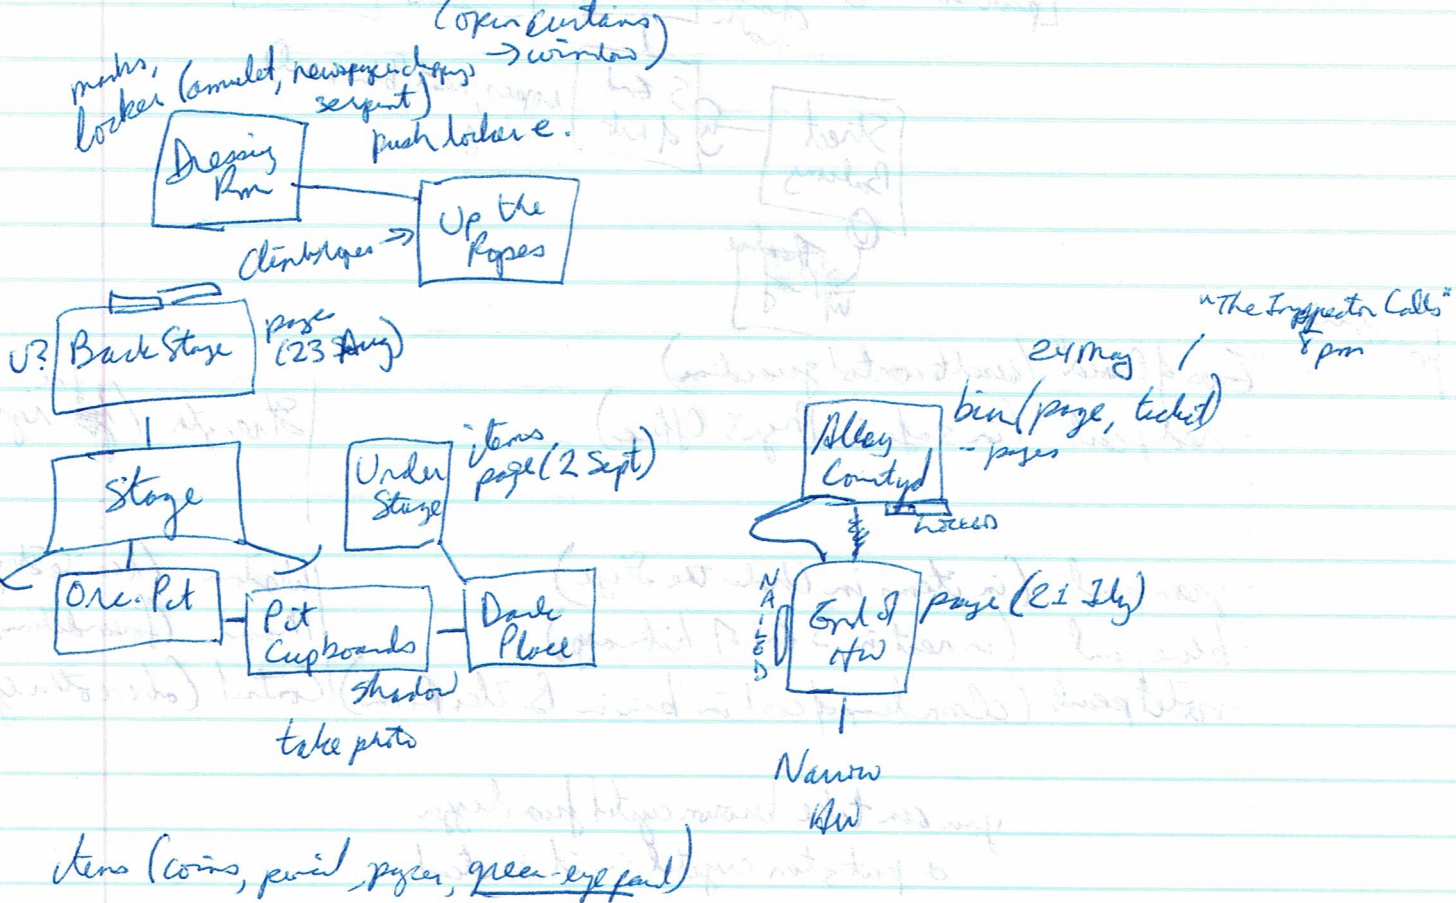 (open curtains
→ window)
marks,
locker (amulet, newspaper clippings
serpent)
push locker e.
Dressing
Rm
Up the
Ropes
climb ropes →
Back Stage
U?
page
(23 Aug)
Stage
Under
Stage
items,
page (2 Sept)
Orc. Pit
Pit
Cupboards
Dark
Place
shadow
take photo
"The Inspector Calls"
8 pm
24 May /
bin (page, ticket)
- pages
Alley
Courtyd
LOCKED
NAILED
End of
HW
page (21 Jly)
Narrow
HW
items (coins, pencil, paper, green-eye pearl)